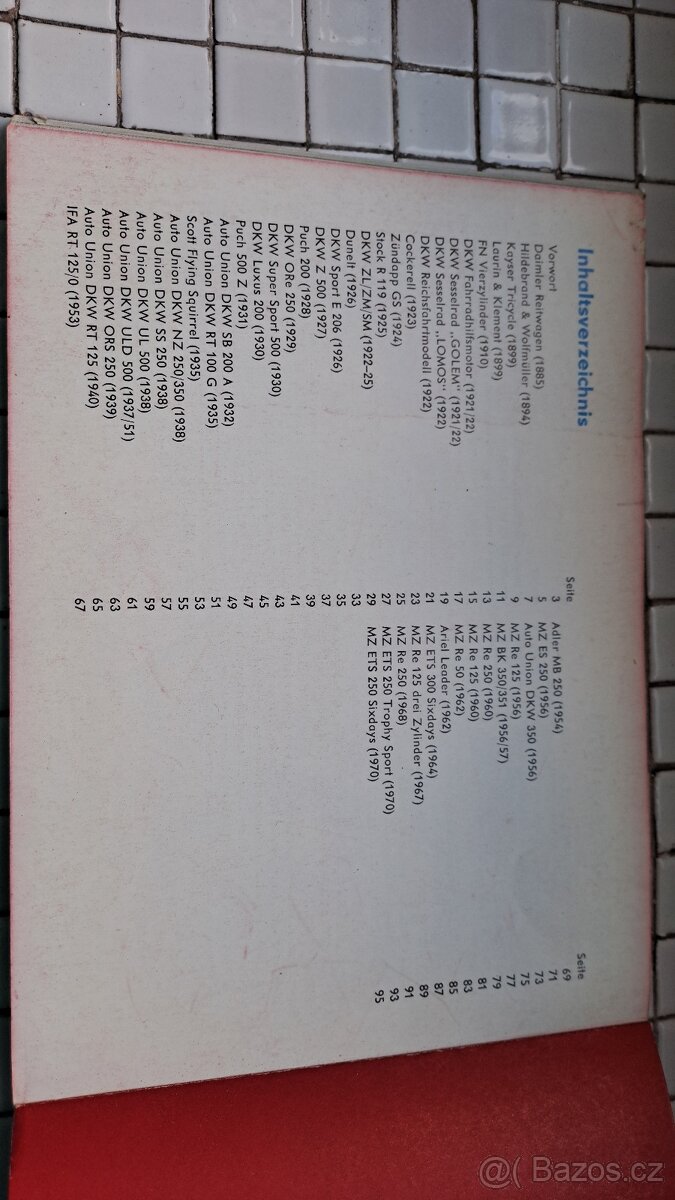 Inhaltsverzeichnis
Seite
Vorwort 3
Daimler Reitwagen (1885) 5
Hildebrand & Wolfmüller (1894) 7
Kayser Tricycle (1899) 9
Laurin & Klement (1899) 11
FN Vierzylinder (1910) 13
DKW Fahrradhilfsmotor (1921/22) 15
DKW Sesselrad „GOLEM" (1921/22) 17
DKW Sesselrad „LOMOS" (1922) 19
DKW Reichsfahrtmodell (1922) 21
Cockerell (1923) 23
Zündapp GS (1924) 25
Stock R 119 (1925) 27
DKW ZL/ZM/SM (1922–25) 29
Dunelt (1926) 33
DKW Sport E 206 (1926) 35
DKW Z 500 (1927) 37
Puch 200 (1928) 39
DKW ORe 250 (1929) 41
DKW Super Sport 500 (1930) 43
DKW Luxus 200 (1930) 45
Puch 500 Z (1931) 47
Auto Union DKW SB 200 A (1932) 49
Auto Union DKW RT 100 G (1935) 51
Scott Flying Squirrel (1935) 53
Auto Union DKW NZ 250/350 (1938) 55
Auto Union DKW SS 250 (1938) 57
Auto Union DKW UL 500 (1938) 59
Auto Union DKW ULD 500 (1937/51) 61
Auto Union DKW ORS 250 (1939) 63
Auto Union DKW RT 125 (1940) 65
IFA RT 125/0 (1953) 67
Seite
Adler MB 250 (1954) 69
MZ ES 250 (1956) 71
Auto Union DKW 350 (1956) 73
MZ Re 125 (1956) 75
MZ BK 350/351 (1956/57) 77
MZ Re 250 (1960) 79
MZ Re 125 (1960) 81
MZ Re 50 (1962) 83
Ariel Leader (1962) 85
MZ ETS 300 Sixdays (1964) 87
MZ Re 125 drei Zylinder (1967) 89
MZ Re 250 (1968) 91
MZ ETS 250 Trophy Sport (1970) 93
MZ ETS 250 Sixdays (1970) 95
@ Bazos.cz